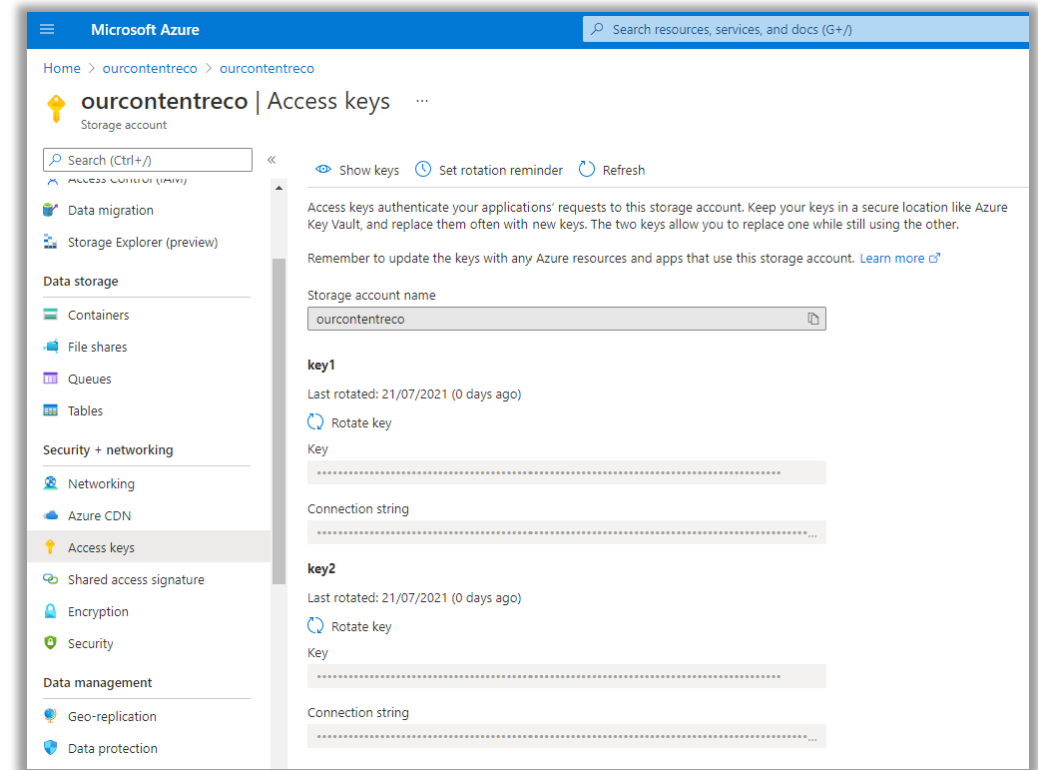 Microsoft Azure
Search resources, services, and docs (G+/)
Home > ourcontentreco > ourcontentreco
ourcontentreco | Access keys ...
Storage account
Search (Ctrl+/)
«
Access Control (IAM)
Data migration
Storage Explorer (preview)
Data storage
Containers
File shares
Queues
Tables
Security + networking
Networking
Azure CDN
Access keys
Shared access signature
Encryption
Security
Data management
Geo-replication
Data protection
Show keys Set rotation reminder Refresh
Access keys authenticate your applications' requests to this storage account. Keep your keys in a secure location like Azure
Key Vault, and replace them often with new keys. The two keys allow you to replace one while still using the other.
Remember to update the keys with any Azure resources and apps that use this storage account. Learn more
Storage account name
ourcontentreco
key1
Last rotated: 21/07/2021 (0 days ago)
Rotate key
Key
Connection string
key2
Last rotated: 21/07/2021 (0 days ago)
Rotate key
Key
Connection string